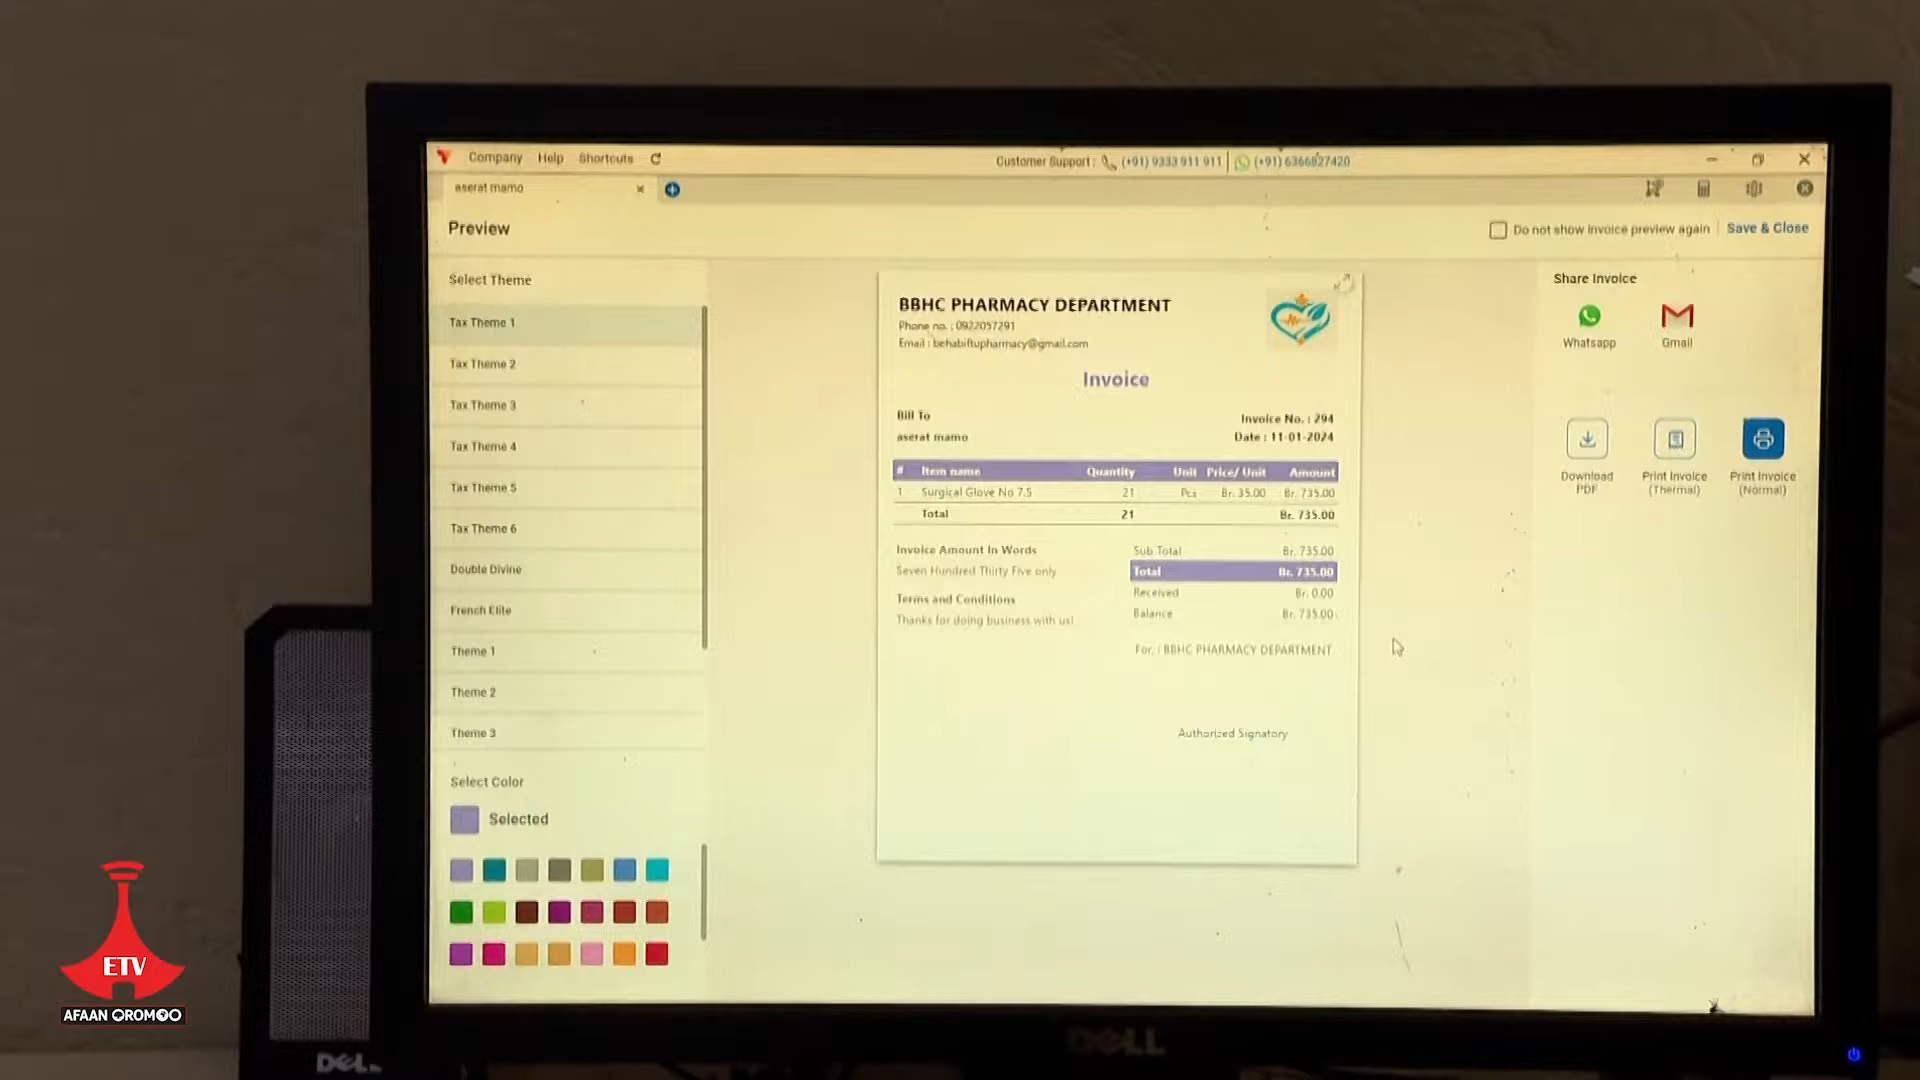 Company Help Shortcuts
Customer Support : (+91) 9333 911 911 | (+91) 6366827420
aserat mamo
Preview
Do not show invoice preview again
Save & Close
Select Theme
Tax Theme 1
Tax Theme 2
Tax Theme 3
Tax Theme 4
Tax Theme 5
Tax Theme 6
Double Divine
French Elite
Theme 1
Theme 2
Theme 3
Select Color
Selected
BBHC PHARMACY DEPARTMENT
Phone no. : 0922057291
Email : behabiftupharmacy@gmail.com
Invoice
Bill To
aserat mamo
Invoice No. : 294
Date : 11-01-2024
# Item name Quantity Unit Price/ Unit Amount
1 Surgical Glove No 7.5 21 Pcs Br. 35.00 Br. 735.00
Total 21 Br. 735.00
Invoice Amount In Words
Seven Hundred Thirty Five only
Terms and Conditions
Thanks for doing business with us!
Sub Total Br. 735.00
Total Br. 735.00
Received Br. 0.00
Balance Br. 735.00
For, : BBHC PHARMACY DEPARTMENT
Authorized Signatory
Share Invoice
Whatsapp Gmail
Download PDF
Print Invoice (Thermal)
Print Invoice (Normal)
ETV
AFAAN OROMOO
DELL
DELL